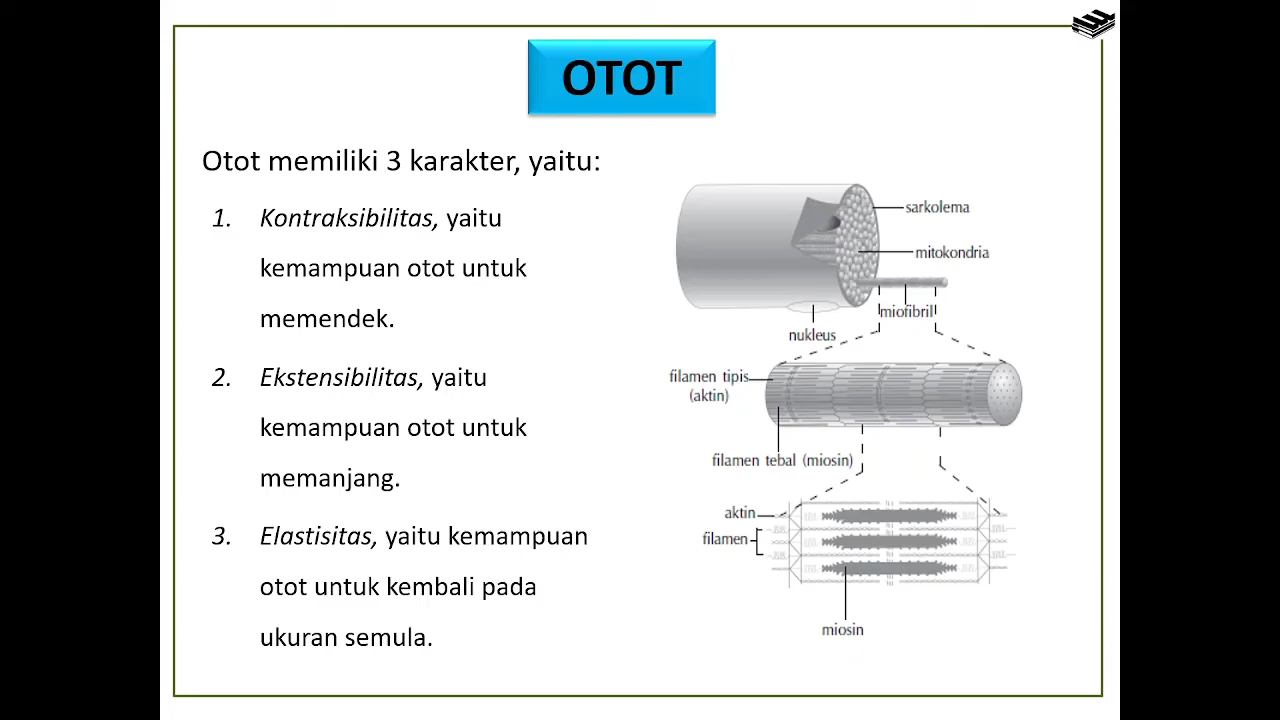 OTOT
Otot memiliki 3 karakter, yaitu:
1. Kontraksibilitas, yaitu
kemampuan otot untuk
memendek.
2. Ekstensibilitas, yaitu
kemampuan otot untuk
memanjang.
3. Elastisitas, yaitu kemampuan
otot untuk kembali pada
ukuran semula.
sarkolema
mitokondria
miofibril
nukleus
filamen tipis
(aktin)
filamen tebal (miosin)
aktin
filamen
miosin